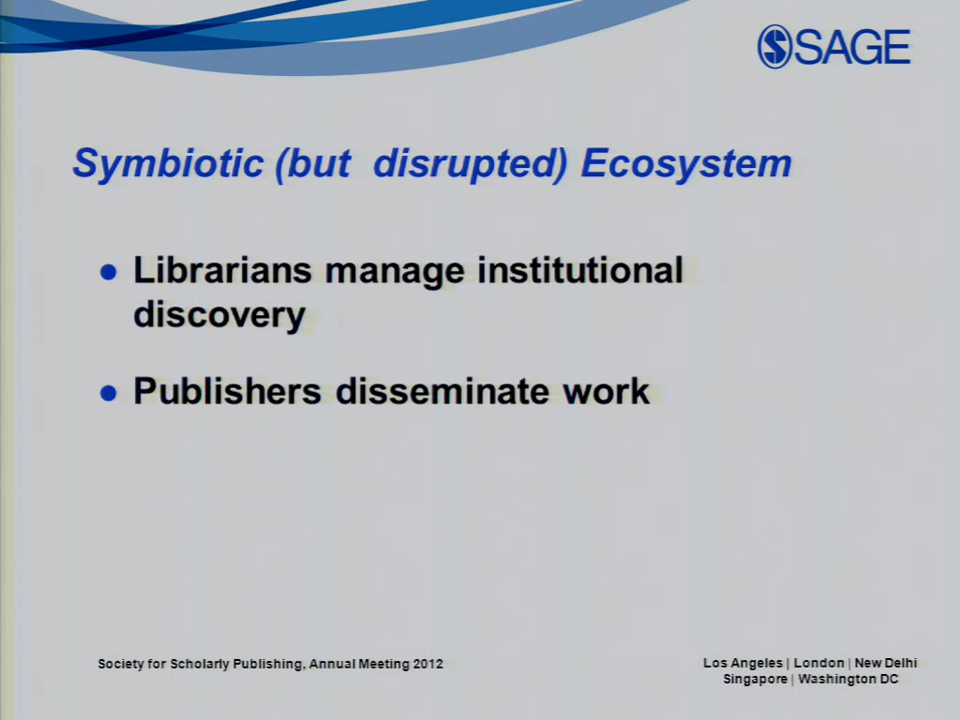 SAGE
Symbiotic (but disrupted) Ecosystem
● Librarians manage institutional
discovery
● Publishers disseminate work
Society for Scholarly Publishing, Annual Meeting 2012
Los Angeles | London | New Delhi
Singapore | Washington DC